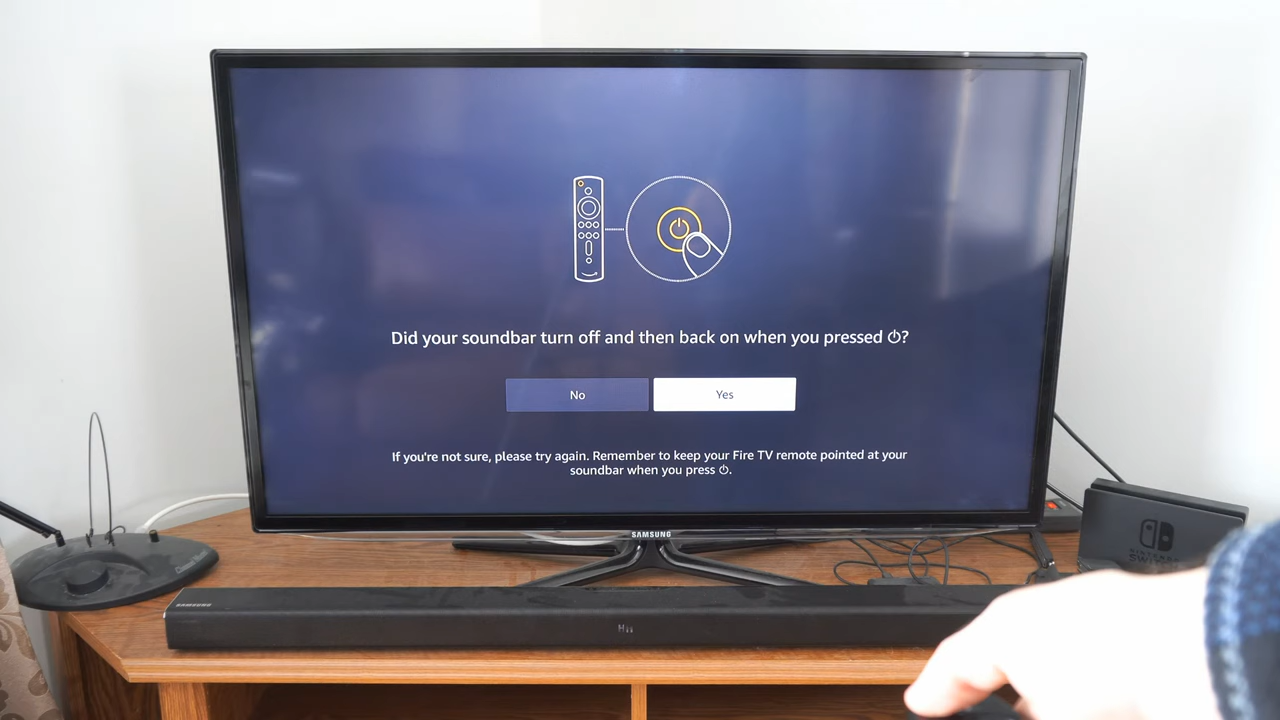 Did your soundbar turn off and then back on when you pressed ⏻?
No
Yes
If you're not sure, please try again. Remember to keep your Fire TV remote pointed at your
soundbar when you press ⏻.
SAMSUNG
NINTENDO
SWITCH
SAMSUNG